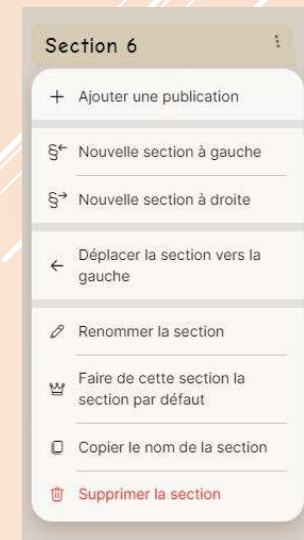 Section 6
Ajouter une publication
Nouvelle section à gauche
Nouvelle section à droite
Déplacer la section vers la
gauche
Renommer la section
Faire de cette section la
section par défaut
Copier le nom de la section
Supprimer la section